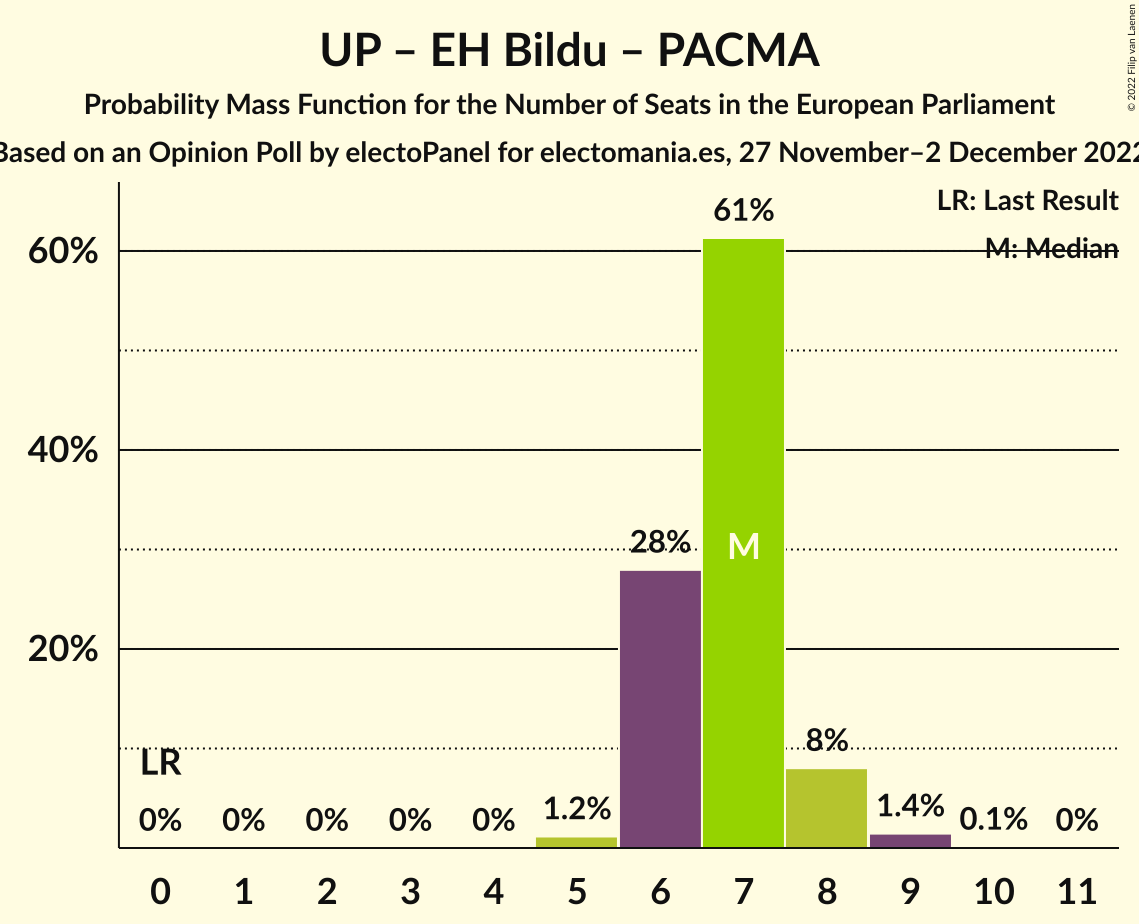 UP – EH Bildu – PACMA
Probability Mass Function for the Number of Seats in the European Parliament
Based on an Opinion Poll by electoPanel for electomania.es, 27 November–2 December 2022
© 2022 Filip van Laenen
LR: Last Result
M: Median
60%
40%
20%
61%
28%
M
8%
LR
0% 0% 0% 0% 0% 1.2% 1.4% 0.1% 0%
0 1 2 3 4 5 6 7 8 9 10 11